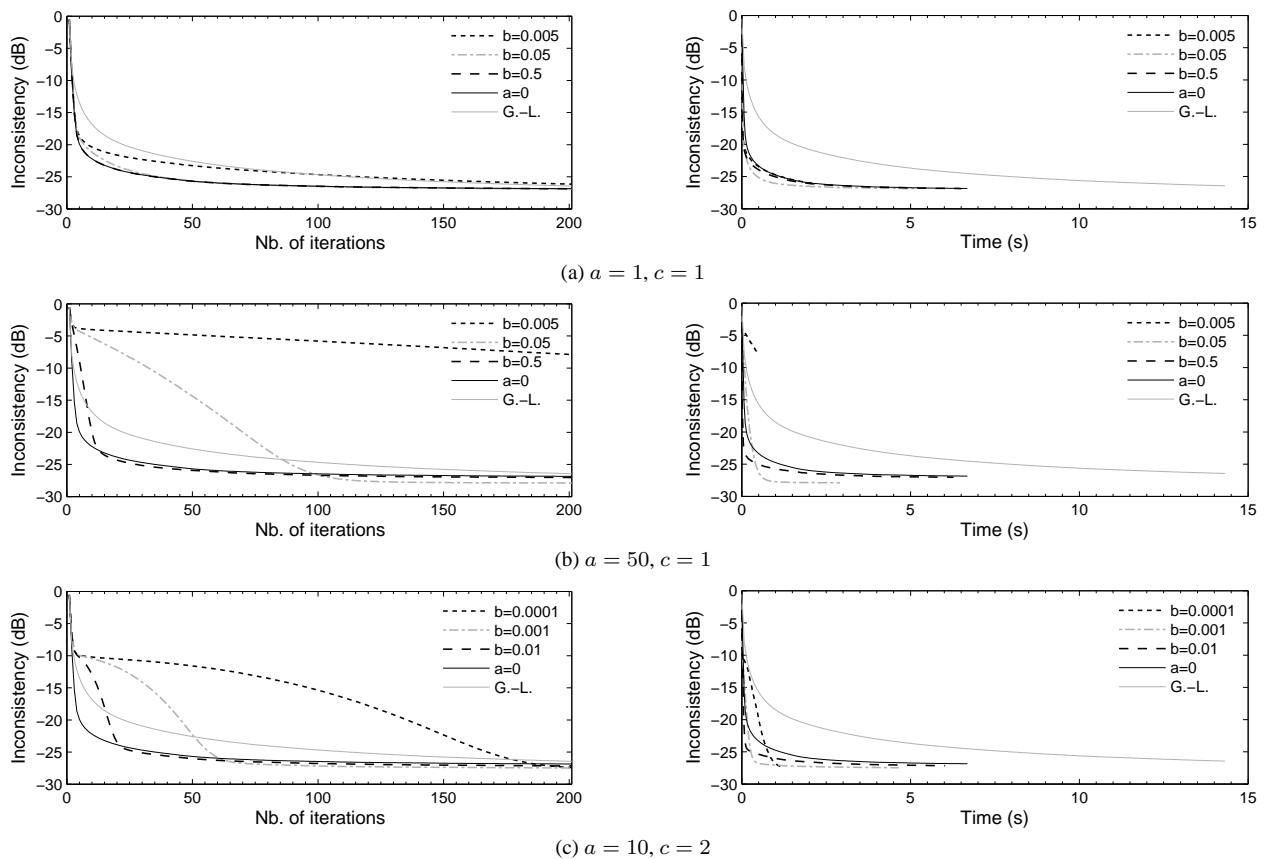 0
−5
−10
−15
−20
−25
−30
Inconsistency (dB)
b=0.005
b=0.05
b=0.5
a=0
G.−L.
0 50 100 150 200
Nb. of iterations
0
−5
−10
−15
−20
−25
−30
Inconsistency (dB)
b=0.005
b=0.05
b=0.5
a=0
G.−L.
0 5 10 15
Time (s)
(a) a = 1, c = 1
0
−5
−10
−15
−20
−25
−30
Inconsistency (dB)
b=0.005
b=0.05
b=0.5
a=0
G.−L.
0 50 100 150 200
Nb. of iterations
0
−5
−10
−15
−20
−25
−30
Inconsistency (dB)
b=0.005
b=0.05
b=0.5
a=0
G.−L.
0 5 10 15
Time (s)
(b) a = 50, c = 1
0
−5
−10
−15
−20
−25
−30
Inconsistency (dB)
b=0.0001
b=0.001
b=0.01
a=0
G.−L.
0 50 100 150 200
Nb. of iterations
0
−5
−10
−15
−20
−25
−30
Inconsistency (dB)
b=0.0001
b=0.001
b=0.01
a=0
G.−L.
0 5 10 15
Time (s)
(c) a = 10, c = 2